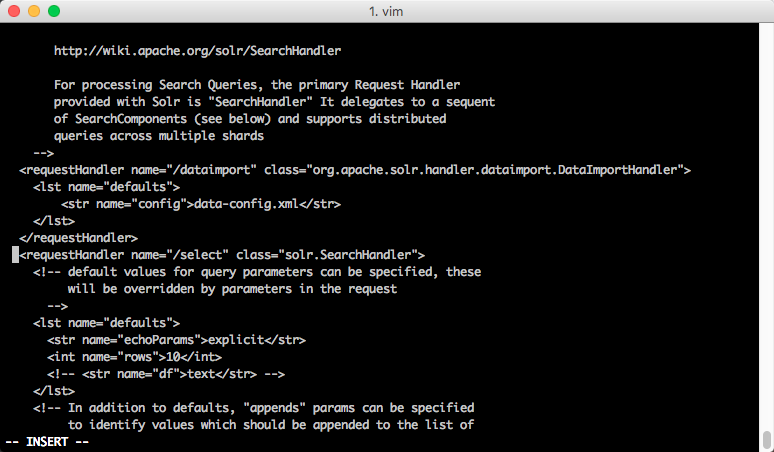 1. vim
http://wiki.apache.org/solr/SearchHandler
For processing Search Queries, the primary Request Handler
provided with Solr is "SearchHandler" It delegates to a sequent
of SearchComponents (see below) and supports distributed
queries across multiple shards
-->
<requestHandler name="/dataimport" class="org.apache.solr.handler.dataimport.DataImportHandler">
<lst name="defaults">
<str name="config">data-config.xml</str>
</lst>
</requestHandler>
<requestHandler name="/select" class="solr.SearchHandler">
<!-- default values for query parameters can be specified, these
will be overridden by parameters in the request
-->
<lst name="defaults">
<str name="echoParams">explicit</str>
<int name="rows">10</int>
<!-- <str name="df">text</str> -->
</lst>
<!-- In addition to defaults, "appends" params can be specified
to identify values which should be appended to the list of
-- INSERT --